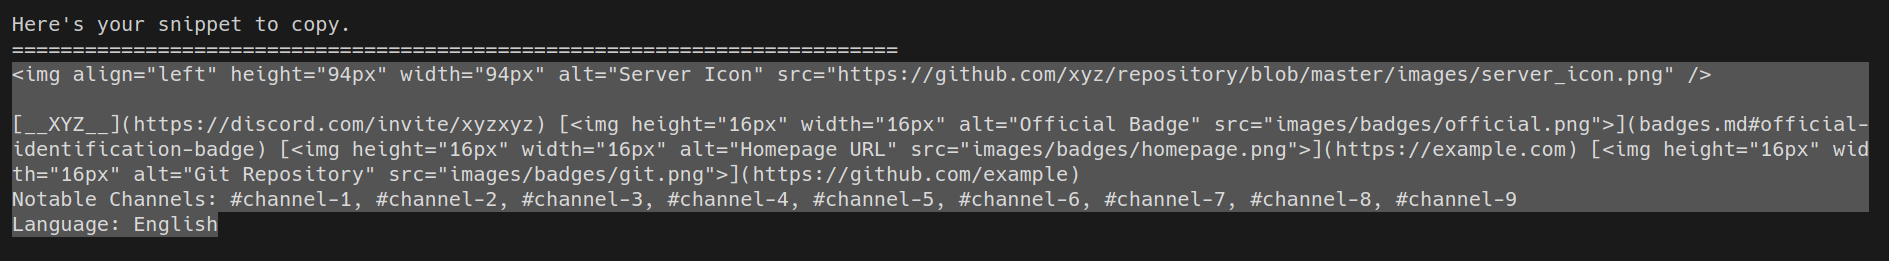 Here's your snippet to copy.
=========================================================================
<img align="left" height="94px" width="94px" alt="Server Icon" src="https://github.com/xyz/repository/blob/master/images/server_icon.png" />

[__XYZ__](https://discord.com/invite/xyzxyz) [<img height="16px" width="16px" alt="Official Badge" src="images/badges/official.png">](badges.md#official-
identification-badge) [<img height="16px" width="16px" alt="Homepage URL" src="images/badges/homepage.png">](https://example.com) [<img height="16px" wid
th="16px" alt="Git Repository" src="images/badges/git.png">](https://github.com/example)
Notable Channels: #channel-1, #channel-2, #channel-3, #channel-4, #channel-5, #channel-6, #channel-7, #channel-8, #channel-9
Language: English